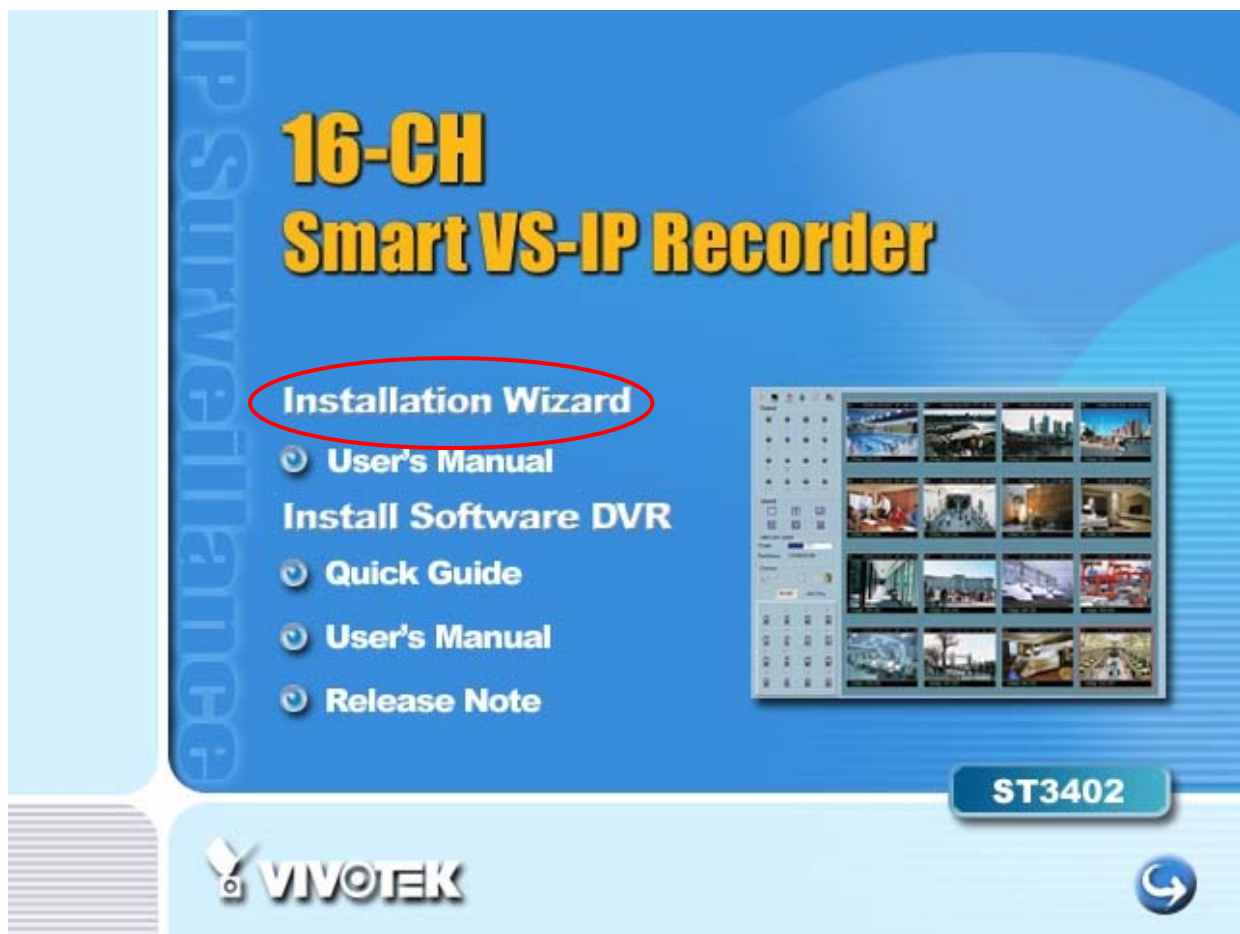 IP Surveillance
16-CH
Smart VS-IP Recorder
Installation Wizard
User's Manual
Install Software DVR
Quick Guide
User's Manual
Release Note
ST3402
VIVOTEK